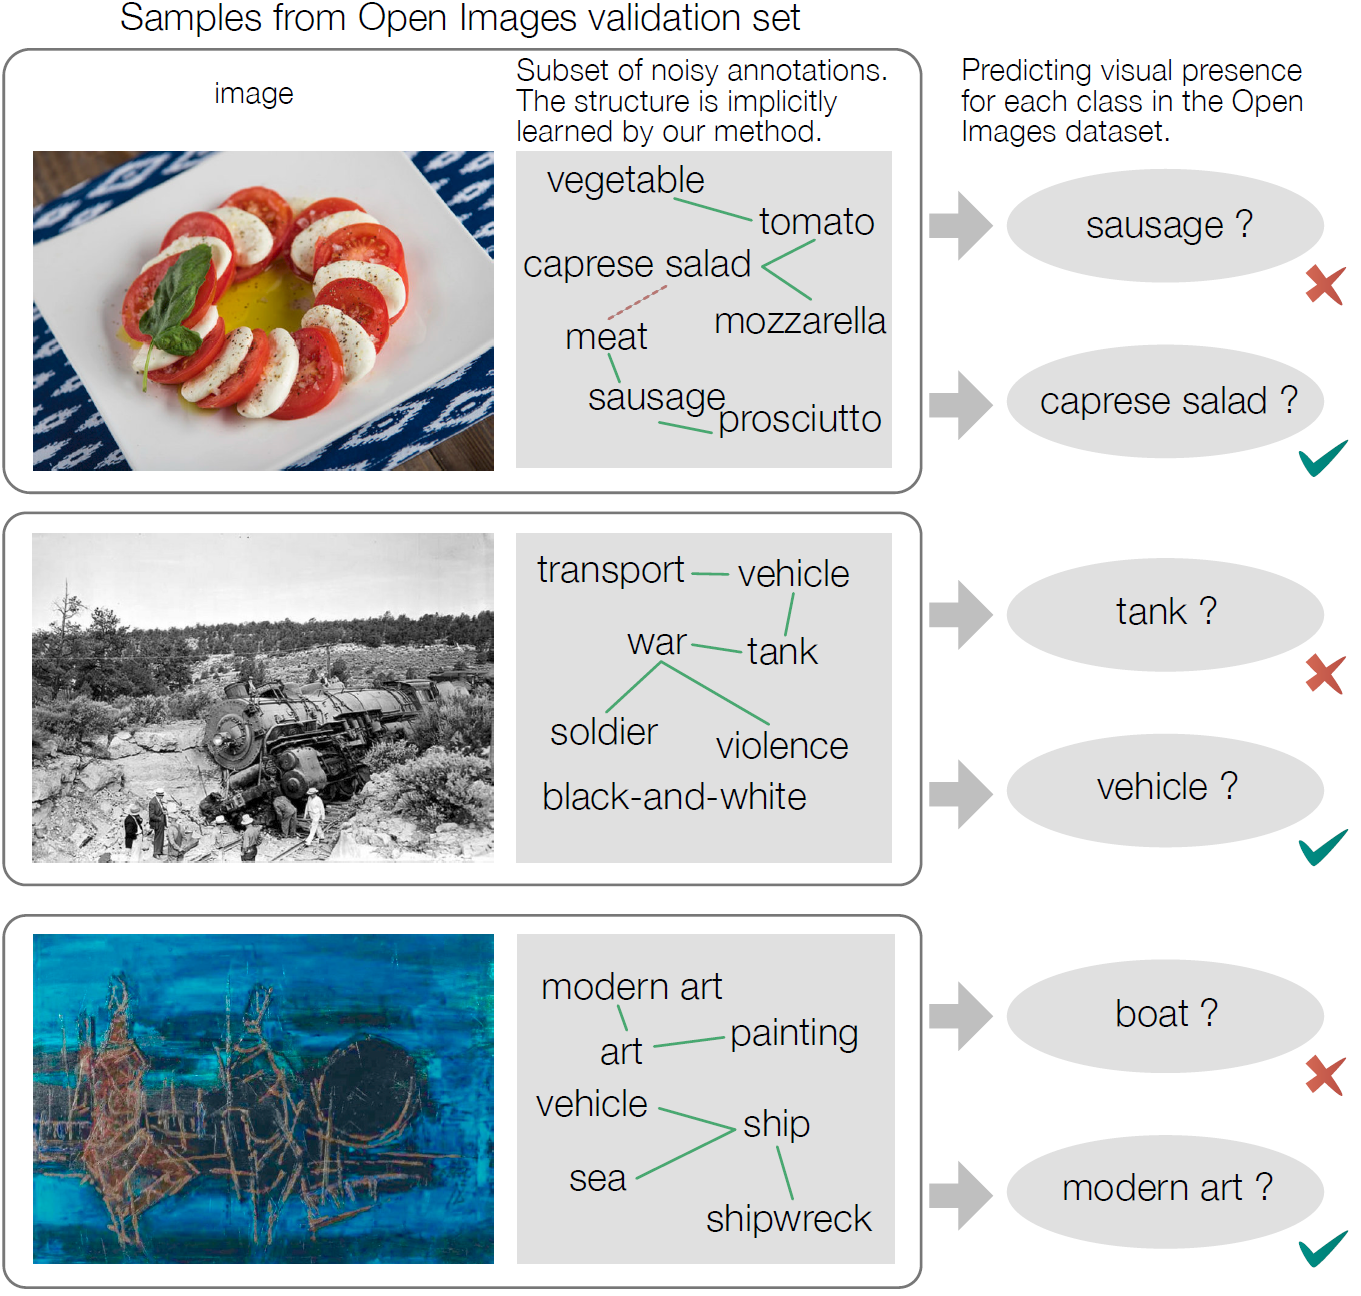 Samples from Open Images validation set
image
Subset of noisy annotations.
The structure is implicitly
learned by our method.
Predicting visual presence
for each class in the Open
Images dataset.
vegetable
tomato
caprese salad
mozzarella
meat
sausage
prosciutto
sausage ?
caprese salad ?
transport
vehicle
war
tank
soldier
violence
black-and-white
tank ?
vehicle ?
modern art
painting
art
vehicle
ship
sea
shipwreck
boat ?
modern art ?